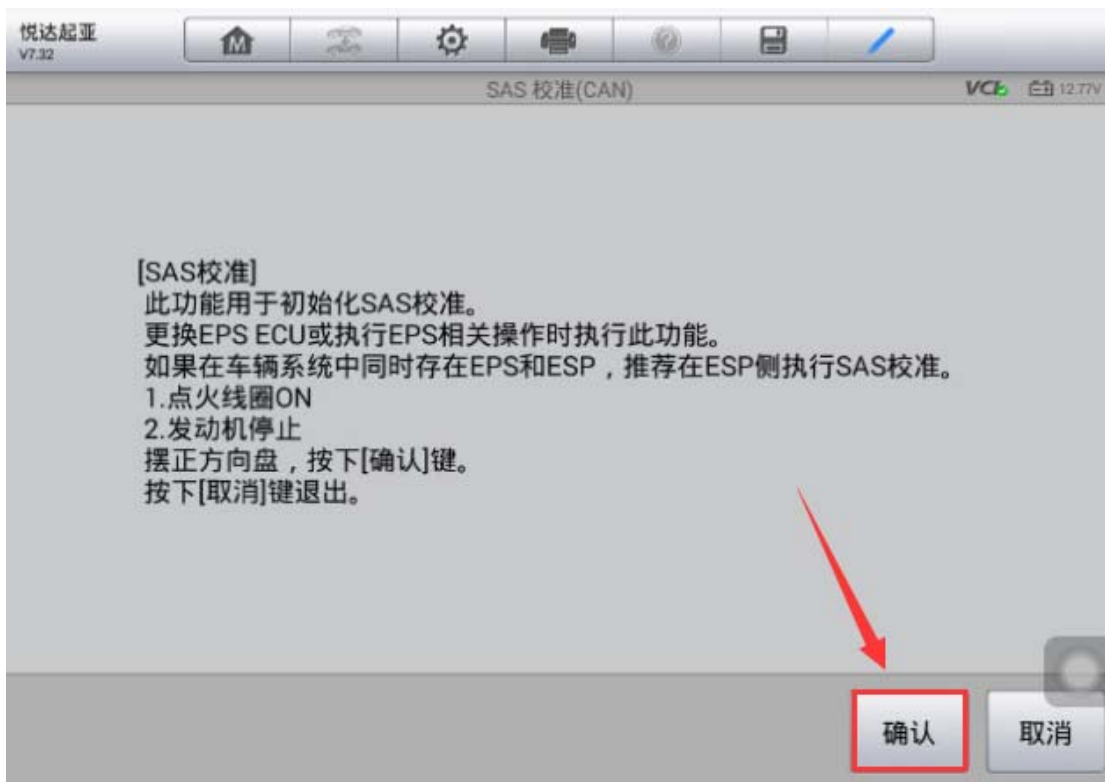 悦达起亚
V7.32
SAS 校准(CAN)
VCI
12.77V
[SAS校准]
此功能用于初始化SAS校准。
更换EPS ECU或执行EPS相关操作时执行此功能。
如果在车辆系统中同时存在EPS和ESP，推荐在ESP侧执行SAS校准。
1.点火线圈ON
2.发动机停止
摆正方向盘，按下[确认]键。
按下[取消]键退出。
确认
取消